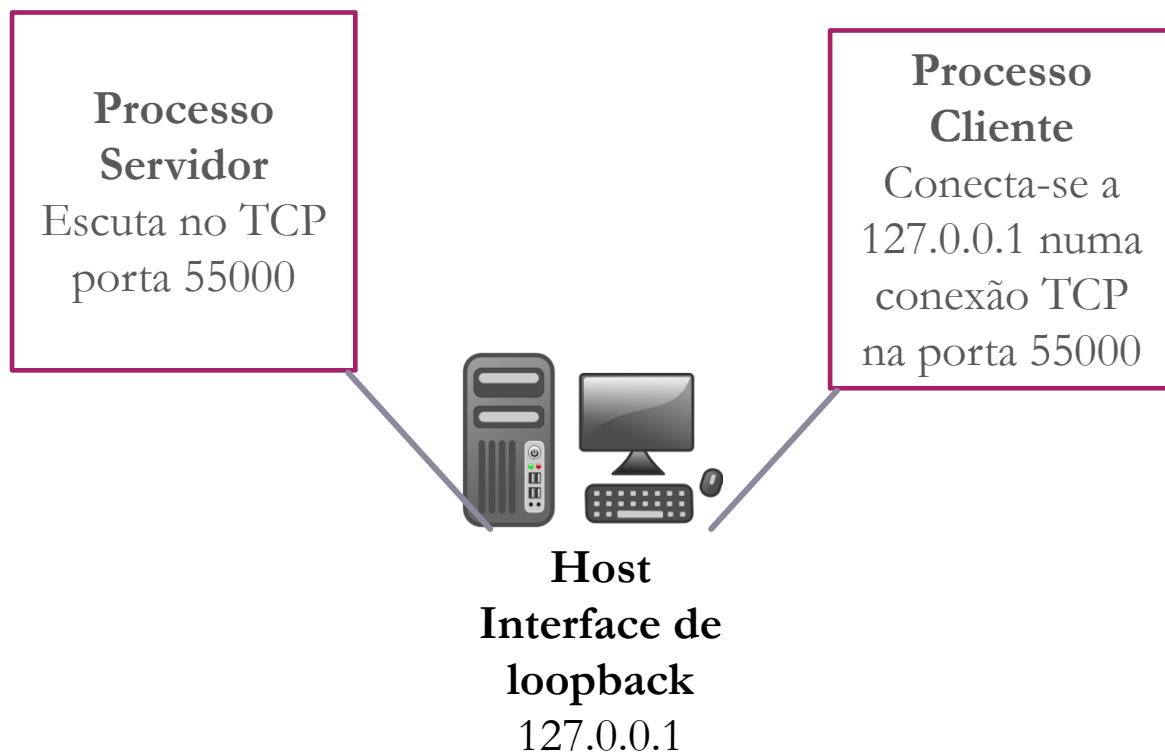 Processo
Servidor
Escuta no TCP
porta 55000
Processo
Cliente
Conecta-se a
127.0.0.1 numa
conexão TCP
na porta 55000
Host
Interface de
loopback
127.0.0.1